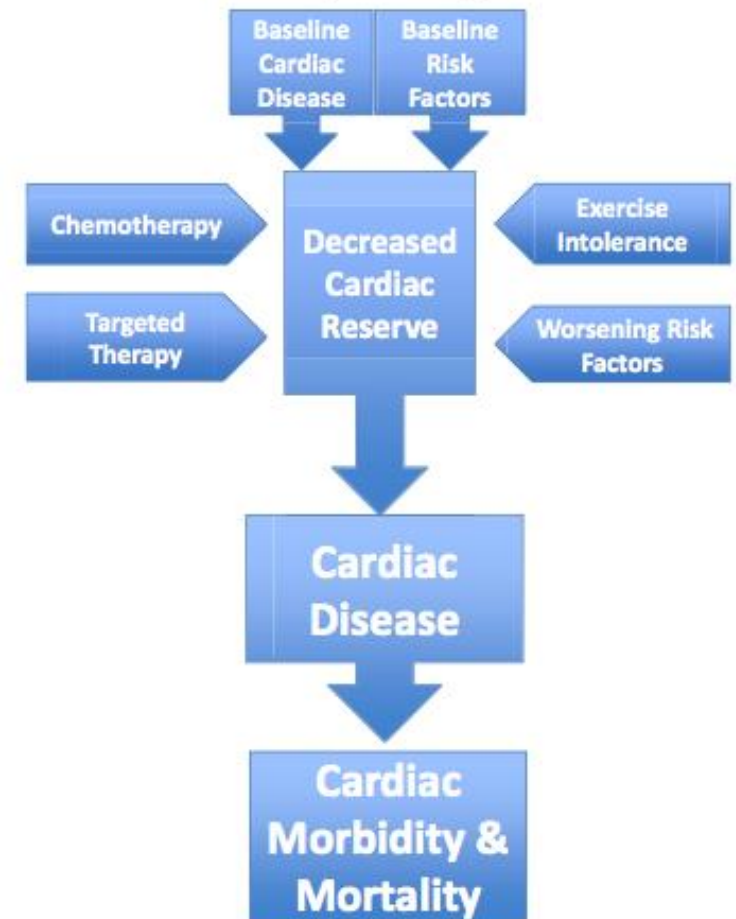 Baseline
Cardiac
Disease
Baseline
Risk
Factors
Chemotherapy
Exercise
Intolerance
Decreased
Cardiac
Reserve
Targeted
Therapy
Worsening Risk
Factors
Cardiac
Disease
Cardiac
Morbidity &
Mortality